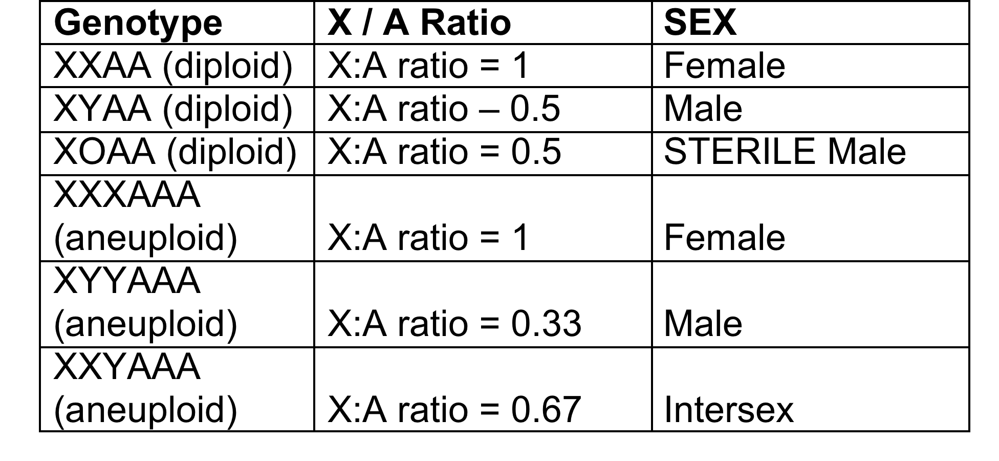 Genotype X / A Ratio SEX
XXAA (diploid) X:A ratio = 1 Female
XYAA (diploid) X:A ratio – 0.5 Male
XOAA (diploid) X:A ratio = 0.5 STERILE Male
XXXAAA
(aneuploid) X:A ratio = 1 Female
XYYAAA
(aneuploid) X:A ratio = 0.33 Male
XXYAAA
(aneuploid) X:A ratio = 0.67 Intersex